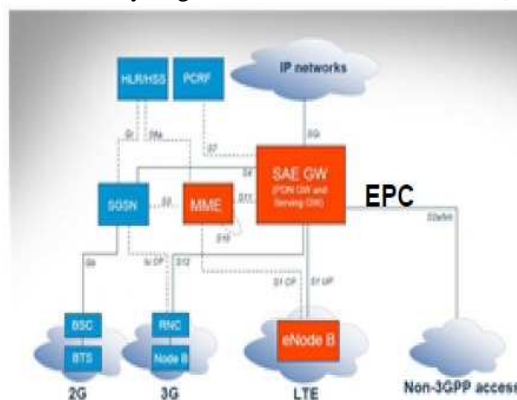 HLR/HSS
PCRF
IP networks
Gr
S6a
S7
SGi
SAE GW
(PDN GW and
Serving GW)
EPC
SGSN
S3
MME
S11
S4
S10
Gb
Iu CP
S12
S1 CP
S1 UP
BSC
BTS
RNC
Node B
eNode B
2G
3G
LTE
Non-3GPP access